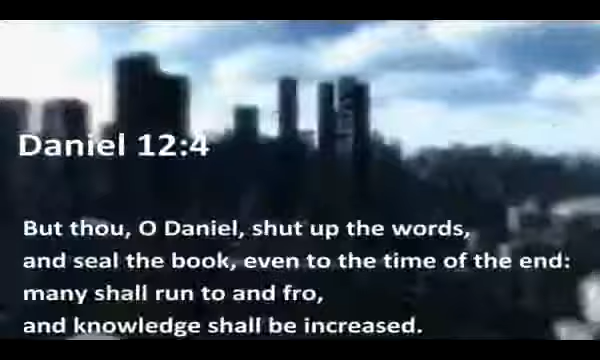 Daniel 12:4
But thou, O Daniel, shut up the words,
and seal the book, even to the time of the end:
many shall run to and fro,
and knowledge shall be increased.